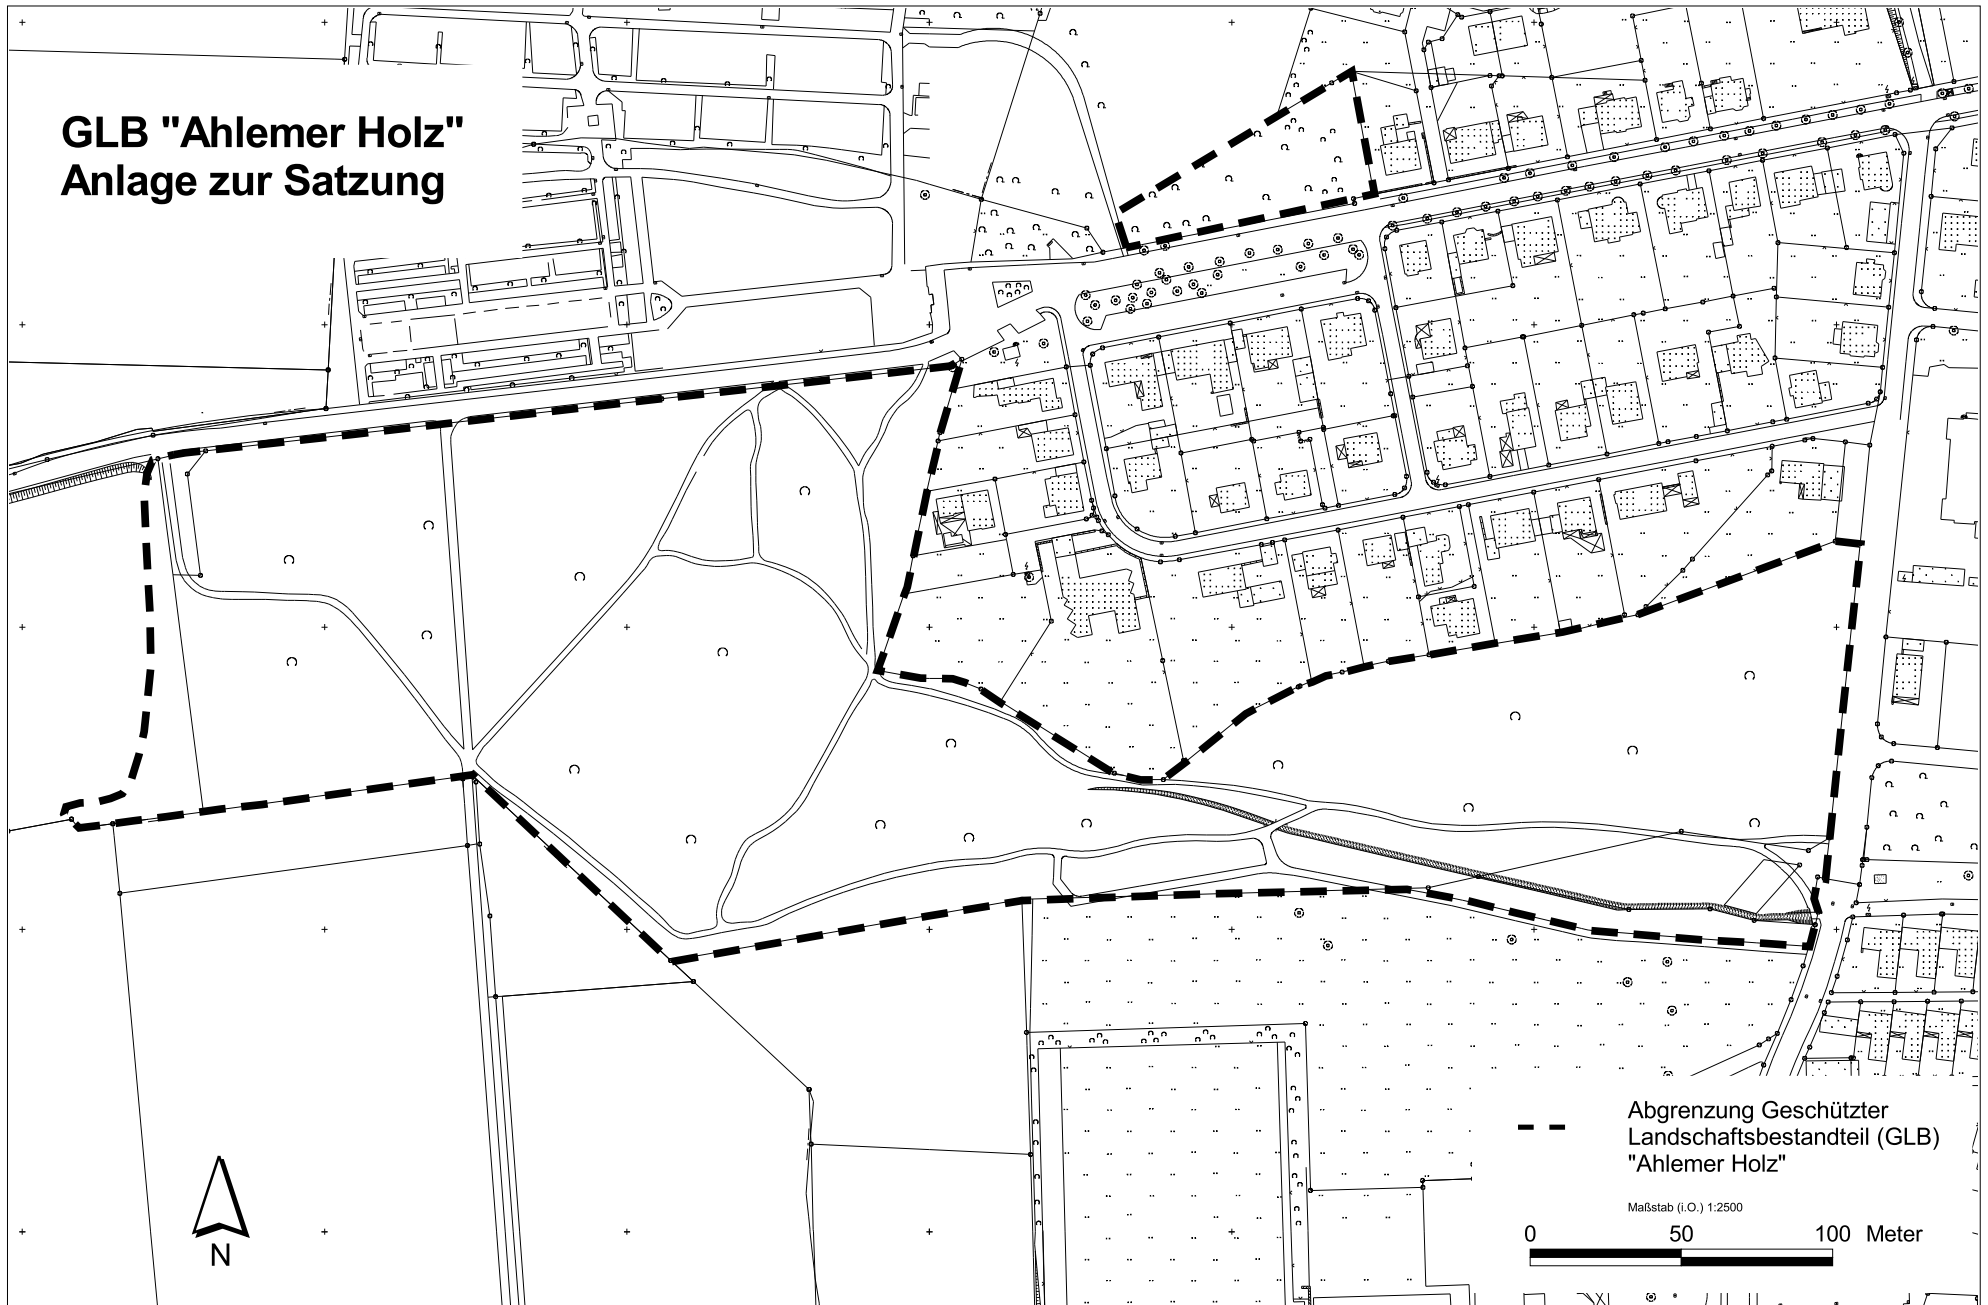 GLB "Ahlemer Holz"
Anlage zur Satzung
Abgrenzung Geschützter
Landschaftsbestandteil (GLB)
"Ahlemer Holz"
Maßstab (i.O.) 1:2500
0 50 100 Meter
N